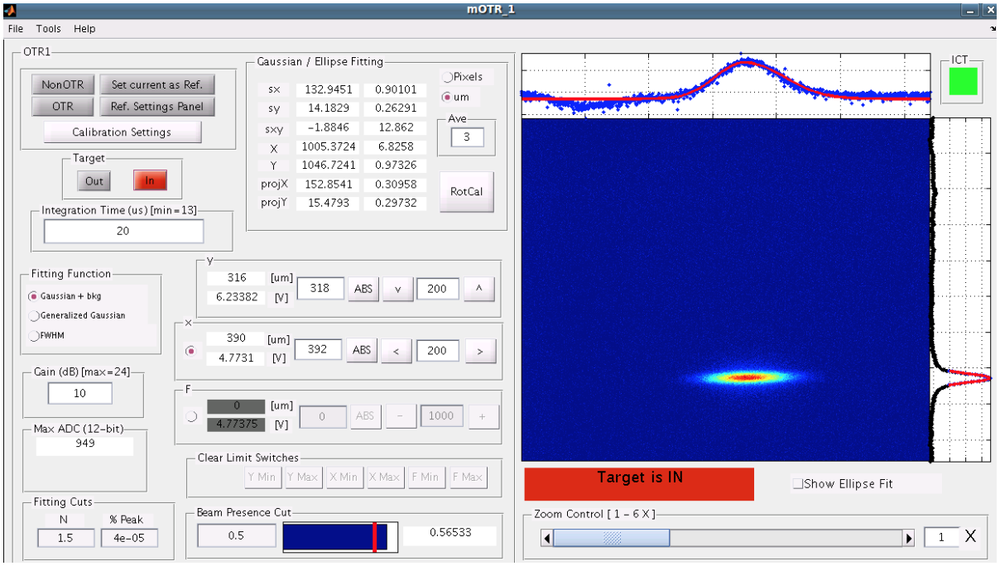 mOTR_1
File Tools Help
OTR1
NonOTR Set current as Ref.
OTR Ref. Settings Panel
Calibration Settings
Target
Out In
Integration Time (us) [min=13]
20
Gaussian / Ellipse Fitting
sx 132.9451 0.90101
sy 14.1829 0.26291
sxy −1.8846 12.862
X 1005.3724 6.8258
Y 1046.7241 0.97326
projX 152.8541 0.30958
projY 15.4793 0.29732
Pixels
um
Ave
3
RotCal
Fitting Function
Gaussian + bkg
Generalized Gaussian
FWHM
Gain (dB) [max=24]
10
Max ADC (12-bit)
949
Fitting Cuts
N % Peak
1.5 4e-05
y
316 [um] 318 ABS v 200 ^
6.23382 [V]
x
390 [um] 392 ABS < 200 >
4.7731 [V]
F
0 [um] 0 ABS − 1000 +
4.77375 [V]
Clear Limit Switches
Y Min Y Max X Min X Max F Min F Max
Beam Presence Cut
0.5 0.56533
ICT
Target is IN
Show Ellipse Fit
Zoom Control [ 1 – 6 X ]
1 X